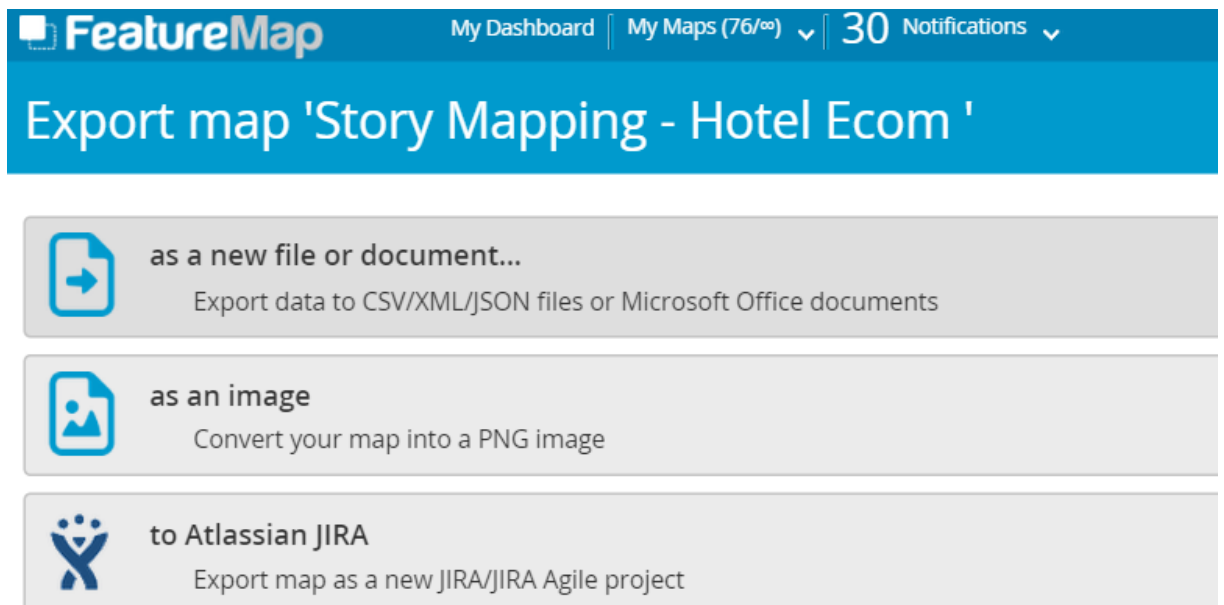 FeatureMap My Dashboard My Maps (76/∞) 30 Notifications
Export map 'Story Mapping - Hotel Ecom '
as a new file or document...
Export data to CSV/XML/JSON files or Microsoft Office documents
as an image
Convert your map into a PNG image
to Atlassian JIRA
Export map as a new JIRA/JIRA Agile project